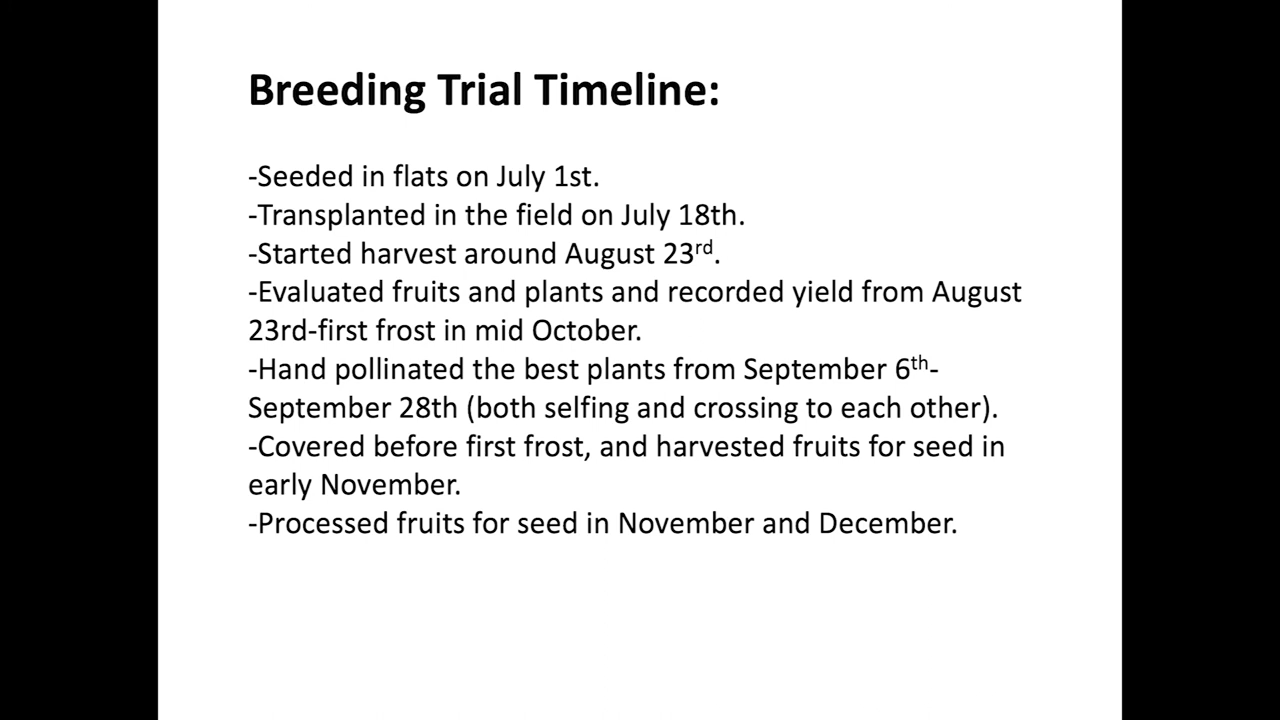 Breeding Trial Timeline:
-Seeded in flats on July 1st.
-Transplanted in the field on July 18th.
-Started harvest around August 23rd.
-Evaluated fruits and plants and recorded yield from August
23rd-first frost in mid October.
-Hand pollinated the best plants from September 6th-
September 28th (both selfing and crossing to each other).
-Covered before first frost, and harvested fruits for seed in
early November.
-Processed fruits for seed in November and December.